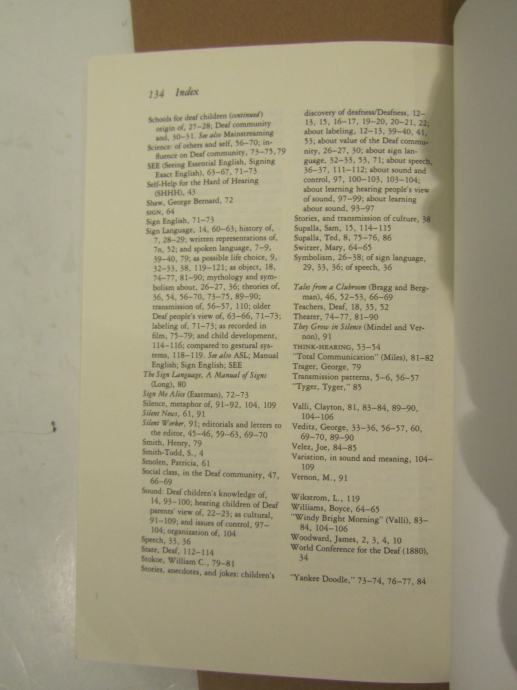 134 Index
Schools for deaf children (continued)
origin of, 27–28; Deaf community
and, 30–31. See also Mainstreaming
Science: of others and self, 56–70; in-
fluence on Deaf community, 73–75, 79
SEE (Seeing Essential English, Signing
Exact English), 63–67, 71–73
Self-Help for the Hard of Hearing
(SHHH), 43
Shaw, George Bernard, 72
SIGN, 64
Sign English, 71–73
Sign Language, 14, 60–63; history of,
7, 28–29; written representations of,
7n, 52; and spoken language, 7–9,
39–40, 79; as possible life choice, 9,
32–33, 38, 119–121; as object, 18,
74–77, 81–90; mythology and sym-
bolism about, 26–27, 36; theories of,
36, 54, 56–70, 73–75, 89–90;
transmission of, 56–57, 110; older
Deaf people's view of, 63–66, 71–73;
labeling of, 71–73; as recorded in
film, 75–79; and child development,
114–116; compared to gestural sys-
tems, 118–119. See also ASL; Manual
English; Sign English; SEE
The Sign Language, A Manual of Signs
(Long), 80
Sign Me Alice (Eastman), 72–73
Silence, metaphor of, 91–92, 104, 109
Silent News, 61, 91
Silent Worker, 91; editorials and letters to
the editor, 45–46, 59–63, 69–70
Smith, Henry, 79
Smith-Todd, S., 4
Smolen, Patricia, 61
Social class, in the Deaf community, 47,
66–69
Sound: Deaf children's knowledge of,
14, 93–100; hearing children of Deaf
parents' view of, 22–23; as cultural,
91–109; and issues of control, 97–
104; organization of, 104
Speech, 33, 36
State, Deaf, 112–114
Stokoe, William C., 79–81
Stories, anecdotes, and jokes: children's
discovery of deafness/Deafness, 12–
13, 15, 16–17, 19–20, 20–21, 22;
about labeling, 12–13, 39–40, 41,
53; about value of the Deaf commu-
nity, 26–27, 30; about sign lan-
guage, 32–33, 53, 71; about speech,
36–37, 111–112; about sound and
control, 97, 100–103, 103–104;
about learning hearing people's view
of sound, 97–99; about learning
about sound, 93–97
Stories, and transmission of culture, 38
Supalla, Sam, 15, 114–115
Supalla, Ted, 8, 75–76, 86
Switzer, Mary, 64–65
Symbolism, 26–38; of sign language,
29, 33, 36; of speech, 36
Tales from a Clubroom (Bragg and Berg-
man), 46, 52–53, 66–69
Teachers, Deaf, 18, 35, 52
Theater, 74–77, 81–90
They Grow in Silence (Mindel and Ver-
non), 91
THINK-HEARING, 53–54
"Total Communication" (Miles), 81–82
Trager, George, 79
Transmission patterns, 5–6, 56–57
"Tyger, Tyger," 85
Valli, Clayton, 81, 83–84, 89–90,
104–106
Veditz, George, 33–36, 56–57, 60,
69–70, 89–90
Velez, Joe, 84–85
Variation, in sound and meaning, 104–
109
Vernon, M., 91
Wikstrom, L., 119
Williams, Boyce, 64–65
"Windy Bright Morning" (Valli), 83–
84, 104–106
Woodward, James, 2, 3, 4, 10
World Conference for the Deaf (1880),
34
"Yankee Doodle," 73–74, 76–77, 84